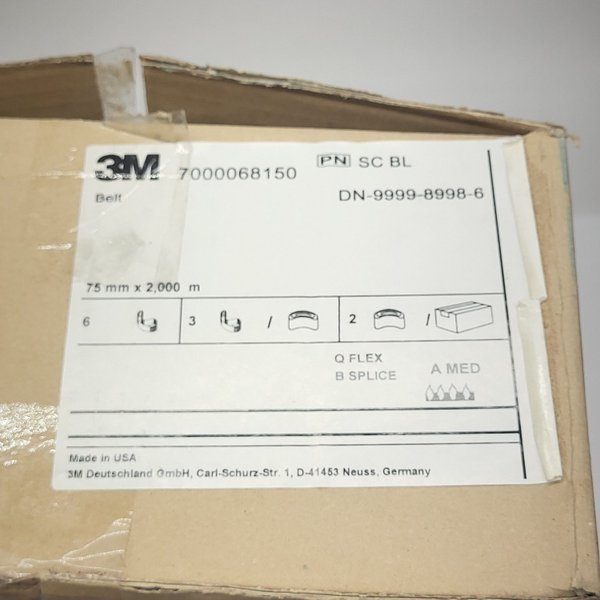 3M 7000068150 PN SC BL
Belt DN-9999-8998-6
75 mm x 2,000 m
6 3 / 2 /
Q FLEX
B SPLICE A MED
Made in USA
3M Deutschland GmbH, Carl-Schurz-Str. 1, D-41453 Neuss, Germany